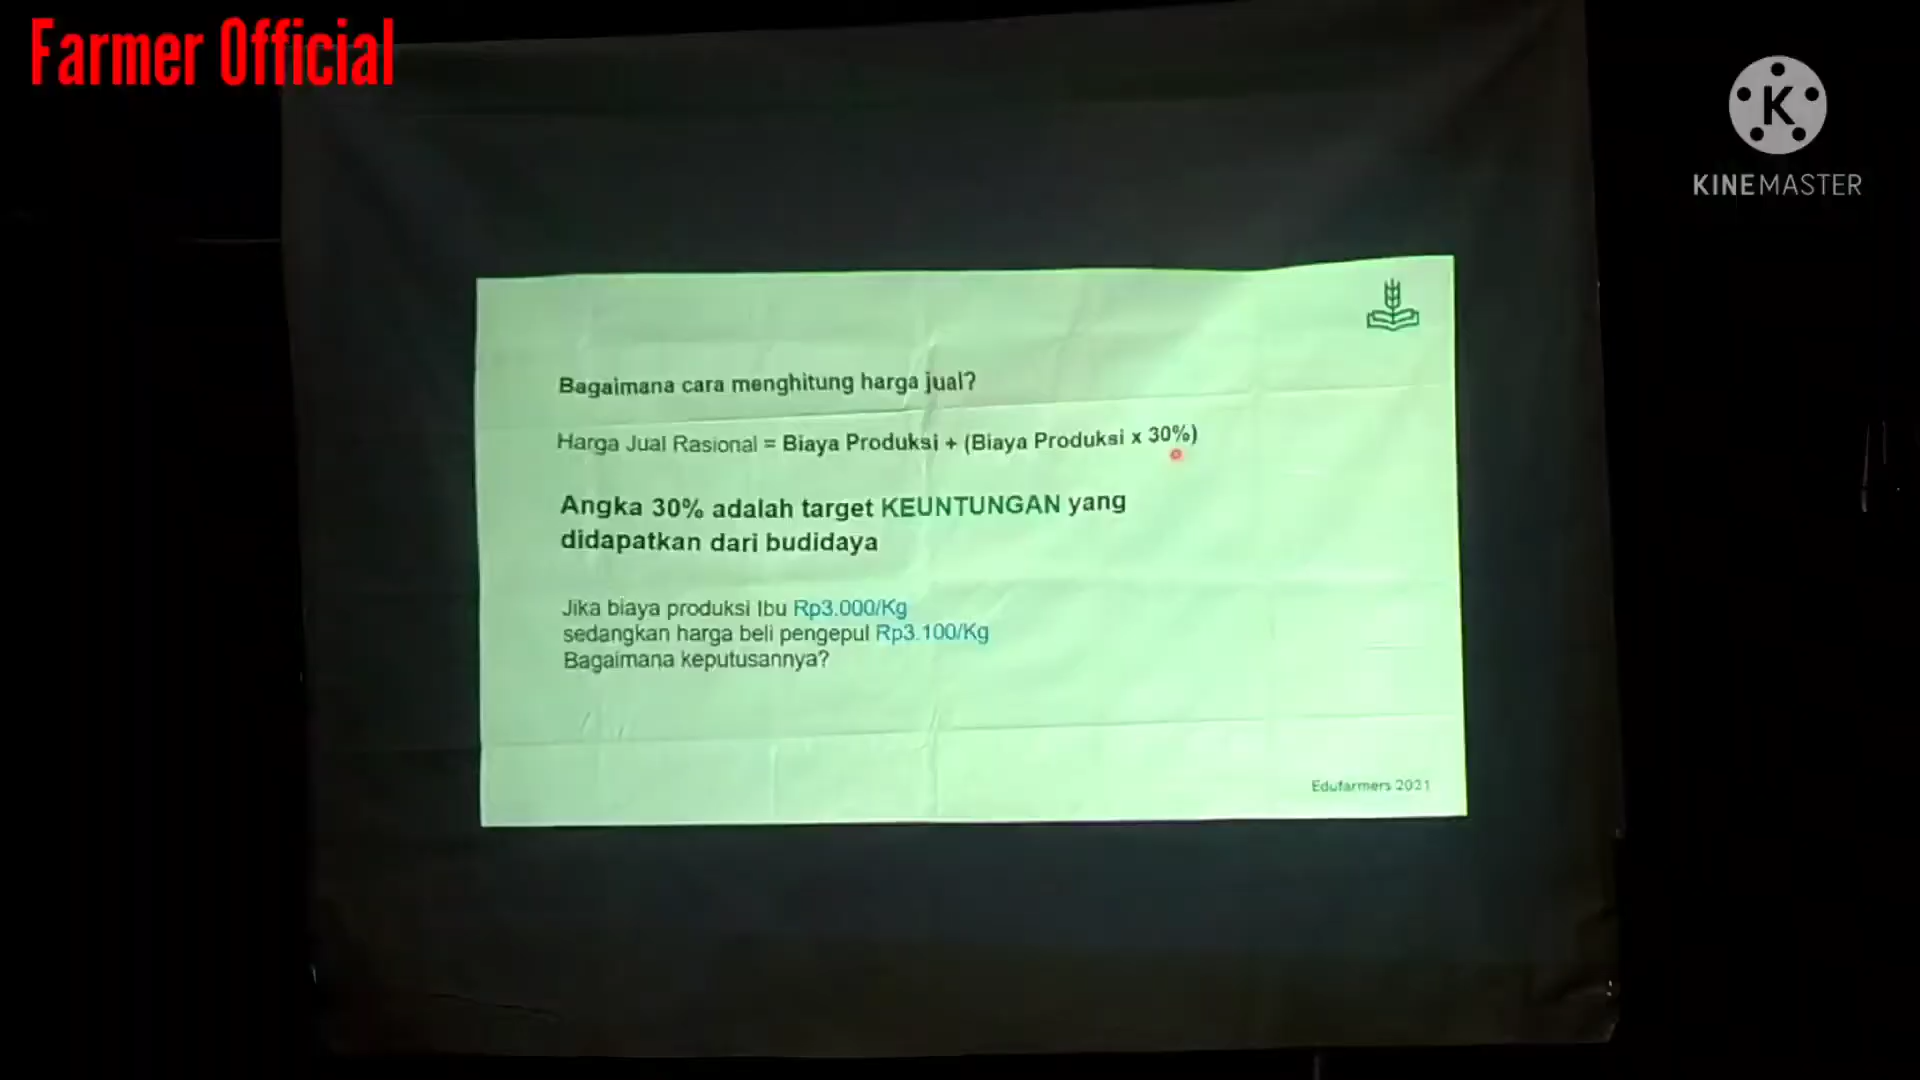 Farmer Official
K
KINEMASTER
Bagaimana cara menghitung harga jual?
Harga Jual Rasional = Biaya Produksi + (Biaya Produksi x 30%)
Angka 30% adalah target KEUNTUNGAN yang
didapatkan dari budidaya
Jika biaya produksi Ibu Rp3.000/Kg
sedangkan harga beli pengepul Rp3.100/Kg
Bagaimana keputusannya?
Edufarmers 2021